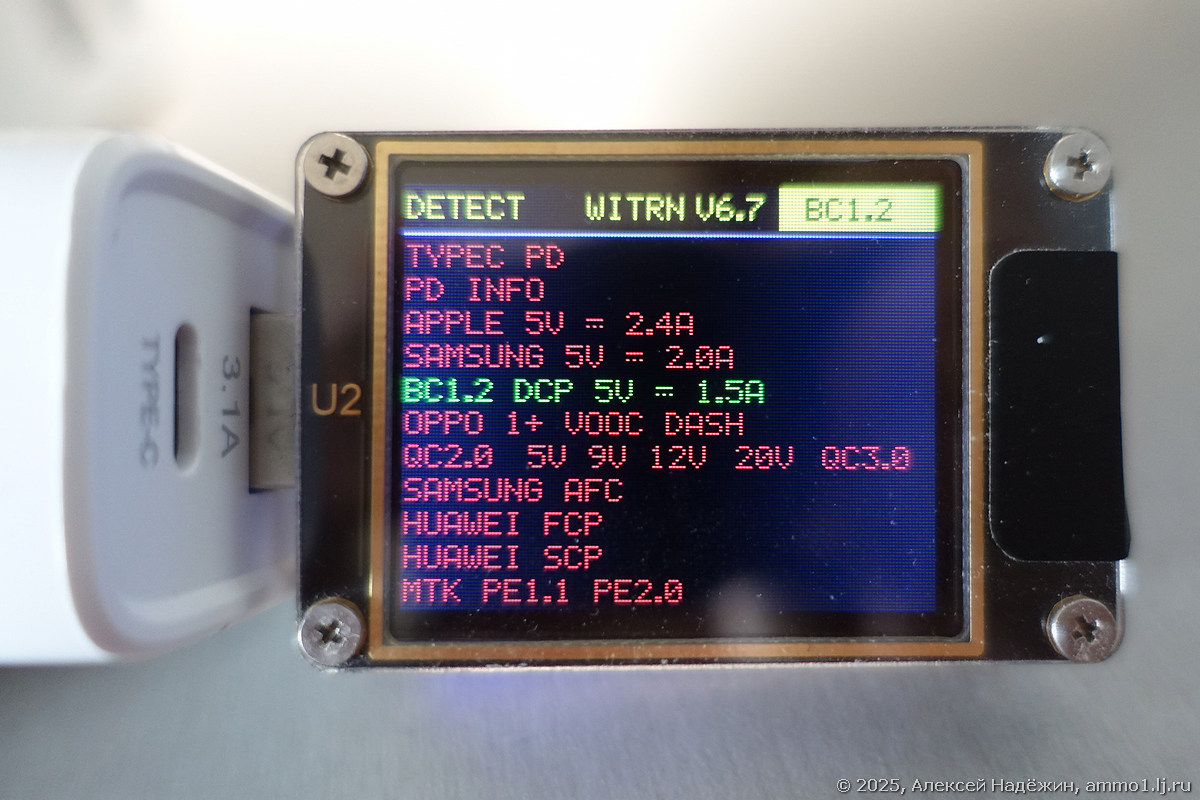 DETECT WITRN V6.7 BC1.2
TYPEC PD
PD INFO
APPLE 5V ⎓ 2.4A
SAMSUNG 5V ⎓ 2.0A
BC1.2 DCP 5V ⎓ 1.5A
OPPO 1+ VOOC DASH
QC2.0 5V 9V 12V 20V QC3.0
SAMSUNG AFC
HUAWEI FCP
HUAWEI SCP
MTK PE1.1 PE2.0
U2
3.1A
TYPE-C
© 2025, Алексей Надёжин, ammo1.lj.ru